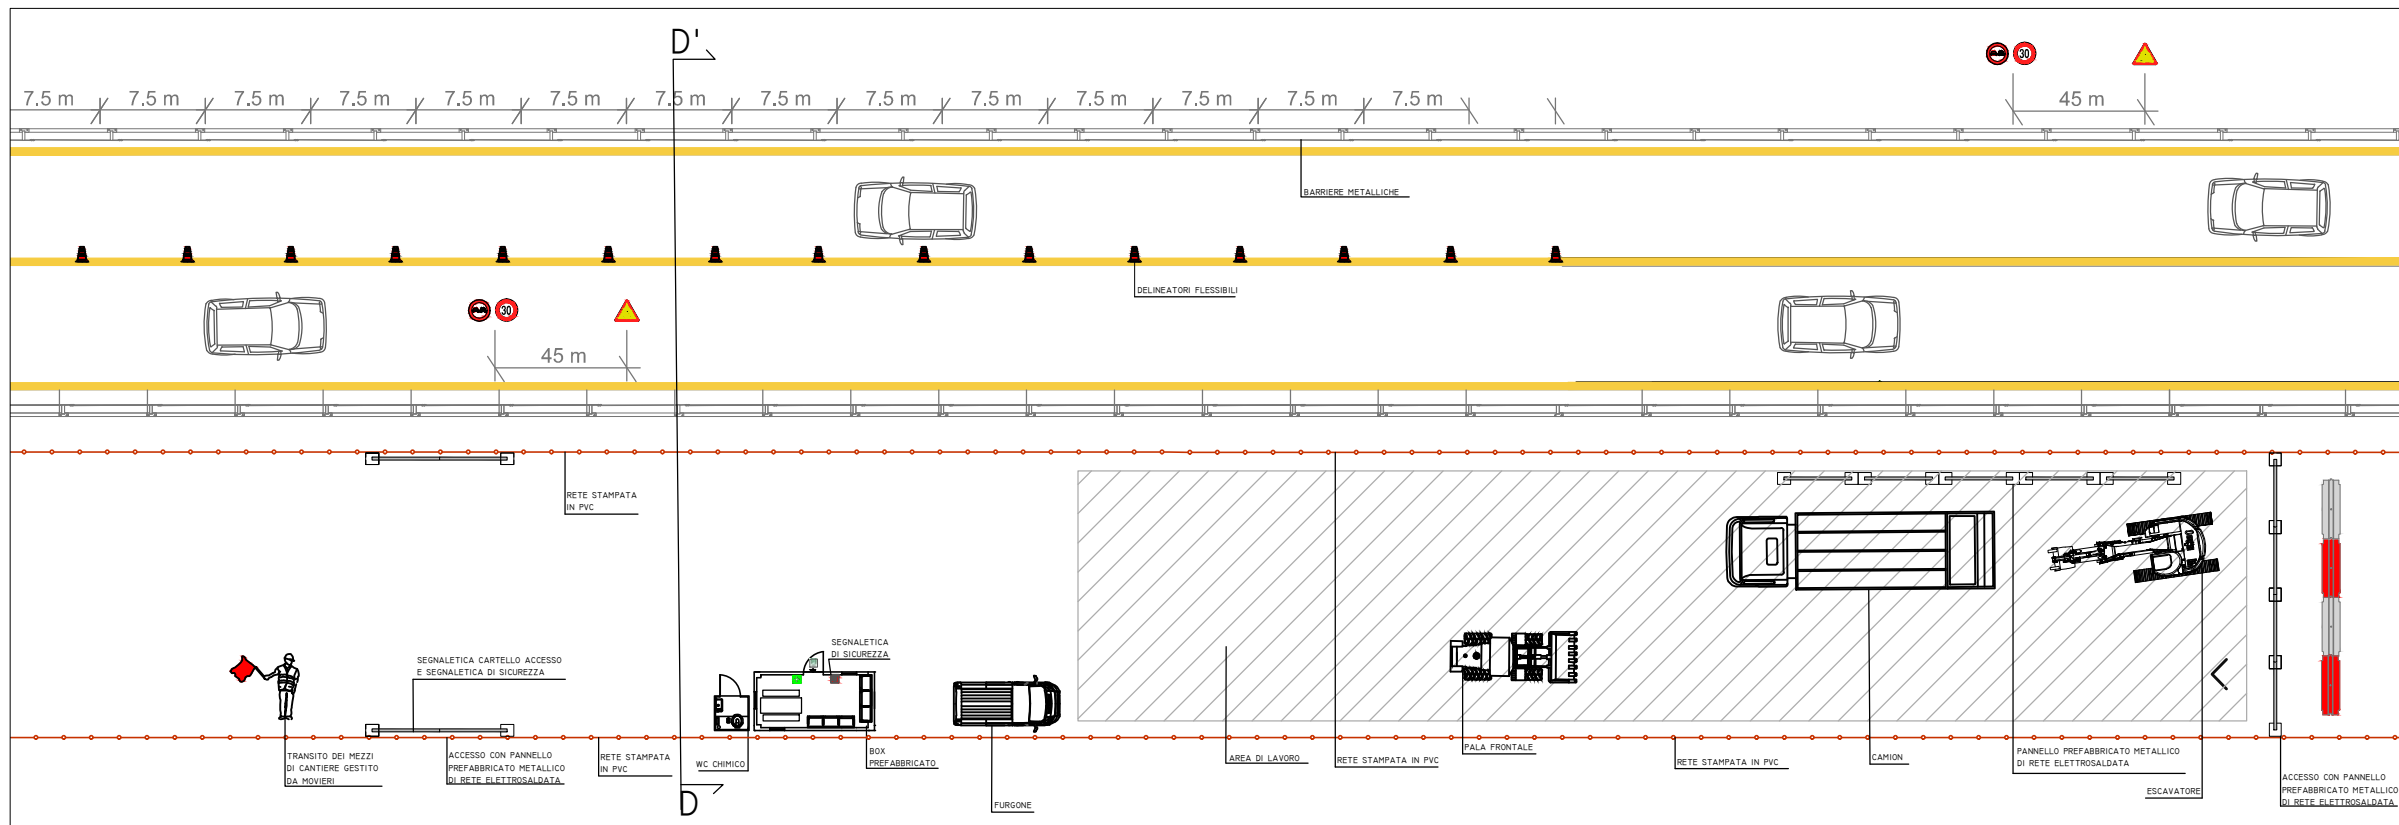 D'
30
7.5 m
7.5 m
7.5 m
7.5 m
7.5 m
7.5 m
7.5 m
7.5 m
7.5 m
7.5 m
7.5 m
7.5 m
7.5 m
7.5 m
45 m
BARRIERE METALLICHE
DELINEATORI FLESSIBILI
30
45 m
RETE STAMPATA
IN PVC
SEGNALETICA
DI SICUREZZA
SEGNALETICA CARTELLO ACCESSO
E SEGNALETICA DI SICUREZZA
TRANSITO DEI MEZZI
DI CANTIERE GESTITO
DA MOVIERI
ACCESSO CON PANNELLO
PREFABBRICATO METALLICO
DI RETE ELETTROSALDATA
RETE STAMPATA
IN PVC
WC CHIMICO
BOX
PREFABBRICATO
D
FURGONE
AREA DI LAVORO
RETE STAMPATA IN PVC
PALA FRONTALE
RETE STAMPATA IN PVC
CAMION
PANNELLO PREFABBRICATO METALLICO
DI RETE ELETTROSALDATA
ESCAVATORE
ACCESSO CON PANNELLO
PREFABBRICATO METALLICO
DI RETE ELETTROSALDATA